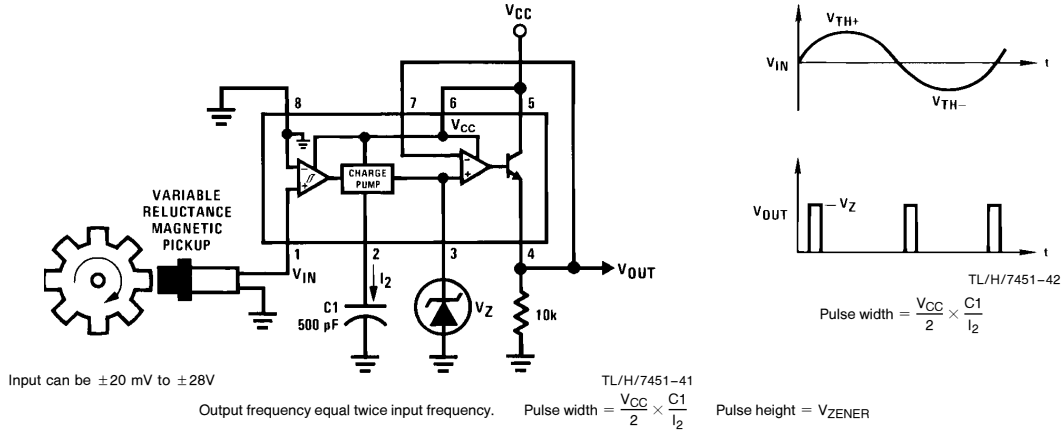 VCC
8
7
6
5
VCC
CHARGE
PUMP
VARIABLE
RELUCTANCE
MAGNETIC
PICKUP
1
2
3
4
VIN
I2
C1
500 pF
VZ
10k
VOUT
Input can be ±20 mV to ±28V
TL/H/7451–41
Output frequency equal twice input frequency. Pulse width = VCC/2 × C1/I2 Pulse height = VZENER
VTH+
VIN
t
VTH−
VOUT
–VZ
t
TL/H/7451–42
Pulse width = VCC/2 × C1/I2